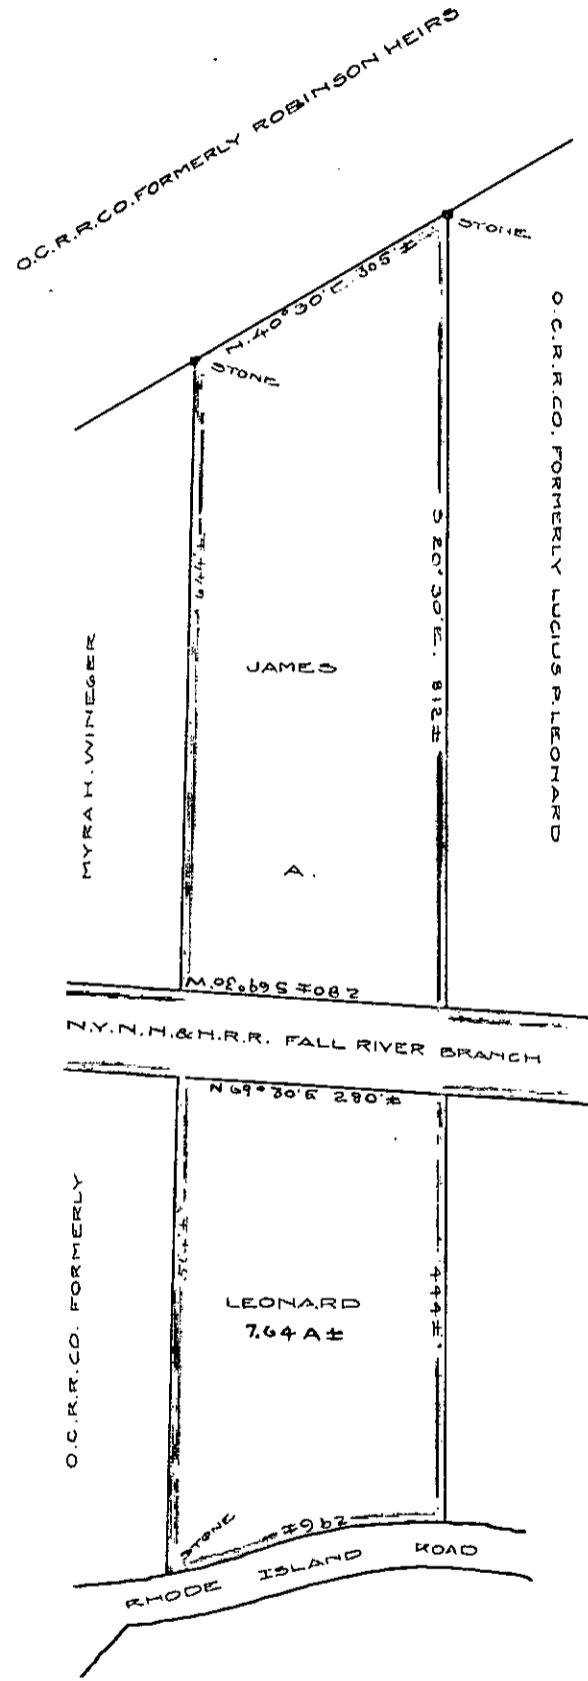 O.C.R.R.CO. FORMERLY ROBINSON HEIRS
STONE
N. 40° 30' E. 305'±
STONE
O.C.R.R.CO. FORMERLY LUCIUS P. LEONARD
644'±
S 20° 30' E. 812±
JAMES
MYRA H. WINEGER
A.
280± S 69° 30' W
N.Y. N.H. & H.R.R. FALL RIVER BRANCH
N 69° 30' E 280'±
O.C.R.R.CO. FORMERLY
514'±
444±'
LEONARD
7.64 A±
STONE
296±
RHODE ISLAND ROAD